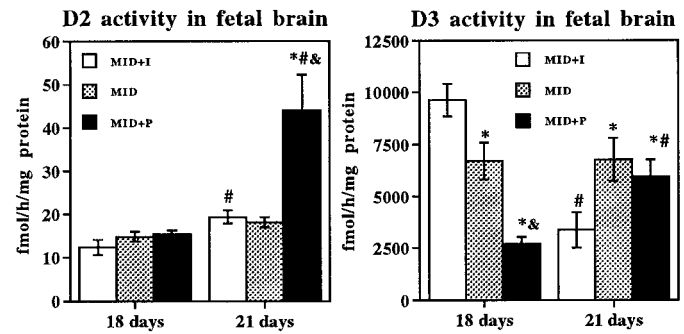 D2 activity in fetal brain
60
50
40
30
20
10
0
fmol/h/mg protein
MID+I
MID
MID+P
#
*#&
18 days
21 days
D3 activity in fetal brain
12500
10000
7500
5000
2500
0
fmol/h/mg protein
MID+I
MID
MID+P
*
*&
#
*
*#
18 days
21 days